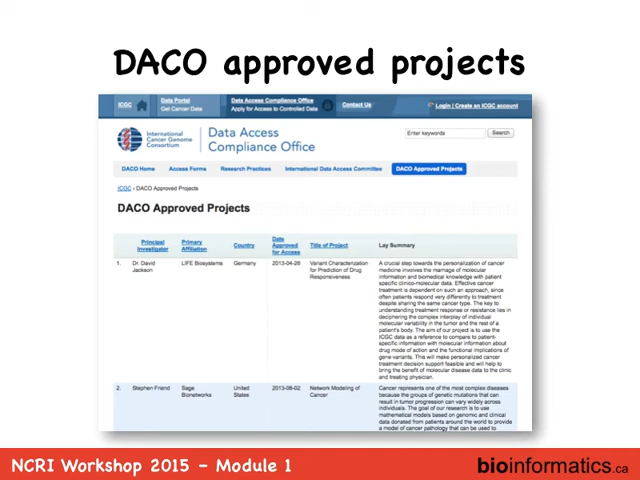 DACO approved projects
ICGC
Data Portal
Get Cancer Data
Data Access Compliance Office
Apply for Access to Controlled Data
Contact Us
Login | Create an ICGC account
International
Cancer Genome
Consortium
Data Access
Compliance Office
Enter keywords
Search
DACO Home
Access Forms
Research Practices
International Data Access Committee
DACO Approved Projects
ICGC › DACO Approved Projects
DACO Approved Projects
Principal
Investigator
Primary
Affiliation
Country
Date
Approved
for Access
Title of Project
Lay Summary
1.
Dr. David
Jackson
LIFE Biosystems
Germany
2013-04-26
Variant Characterization
for Prediction of Drug
Responsiveness
A crucial step towards the personalization of cancer
medicine involves the marriage of molecular
information and biomedical knowledge with patient
specific clinico-molecular data. Effective cancer
treatment is dependent on such an approach, since
often patients respond very differently to treatment
despite sharing the same cancer type. The key to
understanding treatment response or resistance lies in
deciphering the complex interplay of individual
molecular variability in the tumor and the rest of a
patient's body. The aim of our project is to use the
ICGC data as a reference to compare to patient-
specific information with molecular information about
drug mode of action and the functional implications of
gene variants. This will make personalized cancer
treatment decision support feasible and will help to
bring the benefit of molecular disease data to the clinic
and treating physician.
2.
Stephen Friend
Sage
Bionetworks
United
States
2013-08-02
Network Modeling of
Cancer
Cancer represents one of the most complex diseases
because the groups of genetic mutations that can
result in tumor progression can vary widely across
individuals. The goal of our research is to use
mathematical models based on genomic and clinical
data donated from patients around the world to provide
a model of cancer pathology that can be used to
NCRI Workshop 2015 – Module 1
bioinformatics.ca